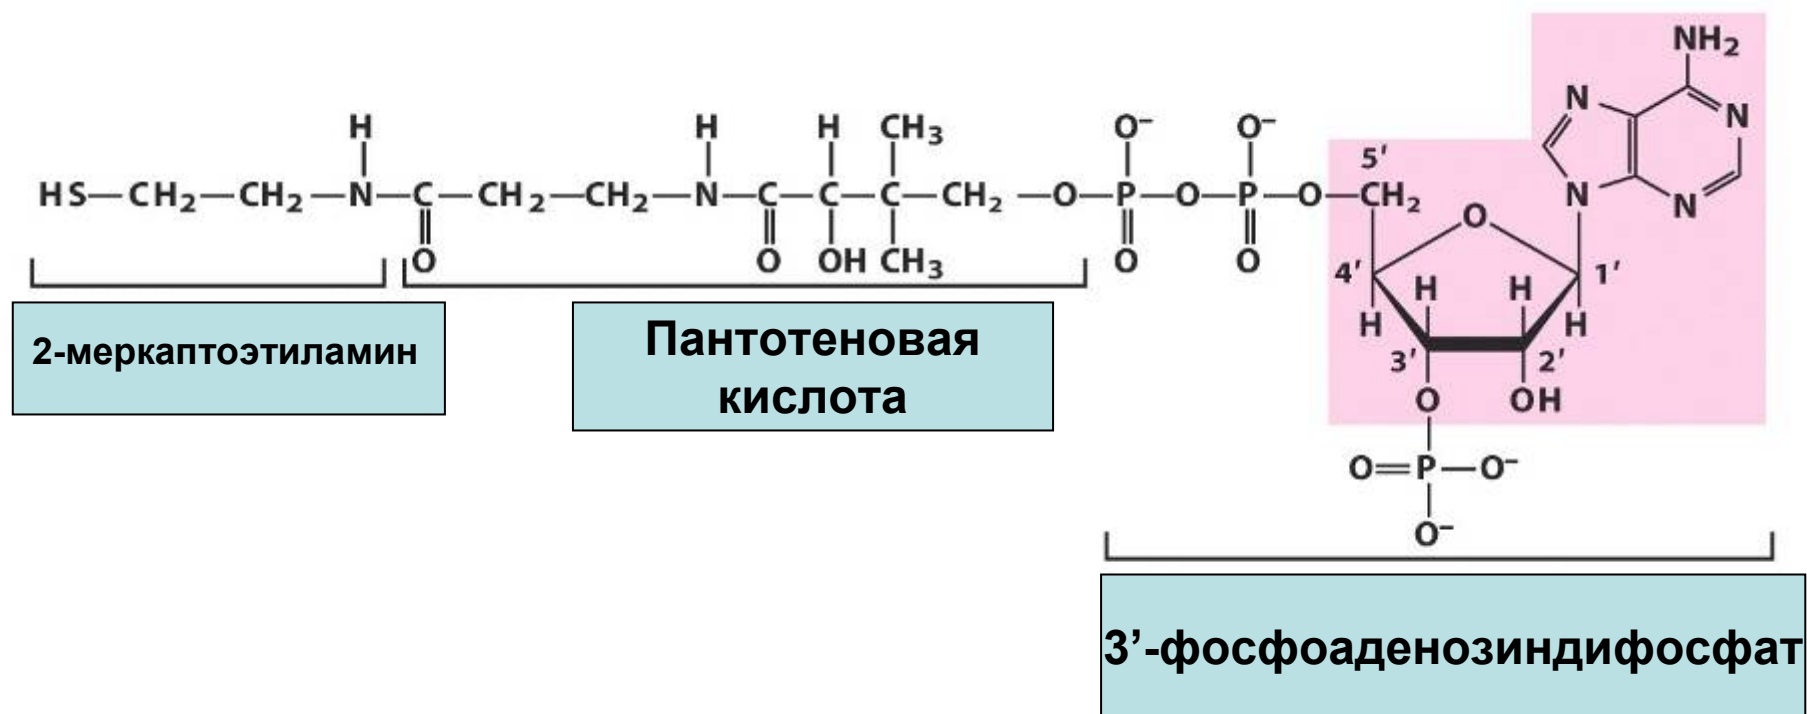 NH₂
N
N
H
H
H
CH₃
O⁻
O⁻
5′
HS—CH₂—CH₂—N—C—CH₂—CH₂—N—C—C—C—CH₂—O—P—O—P—O—CH₂
N
N
O
O
O
OH
CH₃
O
O
4′
H
H
1′
H
H
3′
2′
O
OH
O=P—O⁻
O⁻
2-меркаптоэтиламин
Пантотеновая
кислота
3’-фосфоаденозиндифосфат